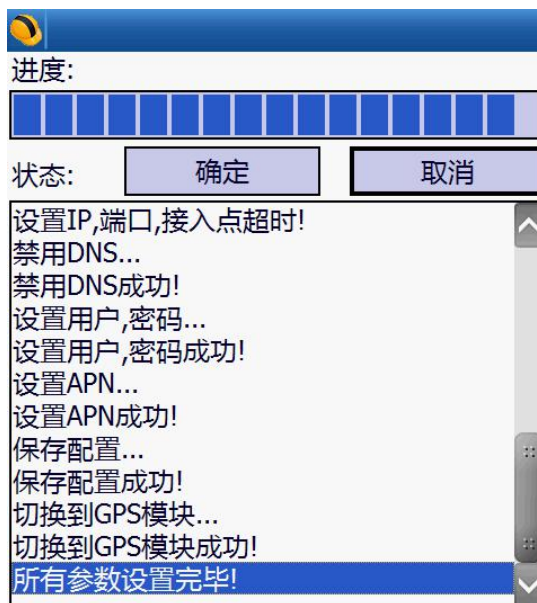 进度:
状态: 确定 取消
设置IP,端口,接入点超时!
禁用DNS...
禁用DNS成功!
设置用户,密码...
设置用户,密码成功!
设置APN...
设置APN成功!
保存配置...
保存配置成功!
切换到GPS模块...
切换到GPS模块成功!
所有参数设置完毕!